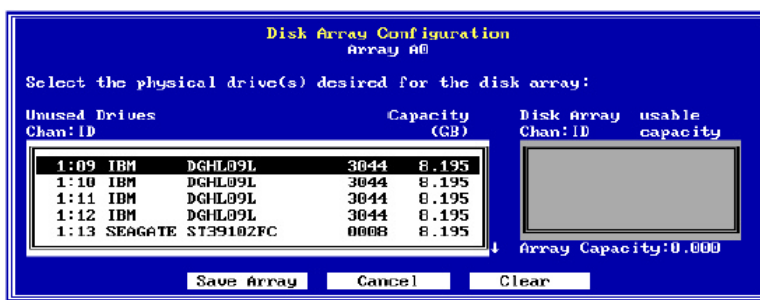 Disk Array Configuration
Array A0
Select the physical drive(s) desired for the disk array:
Unused Drives Capacity Disk Array usable
Chan:ID (GB) Chan:ID capacity
1:09 IBM DGHL09L 3044 8.195
1:10 IBM DGHL09L 3044 8.195
1:11 IBM DGHL09L 3044 8.195
1:12 IBM DGHL09L 3044 8.195
1:13 SEAGATE ST39102FC 0008 8.195
↓ Array Capacity:0.000
Save Array Cancel Clear